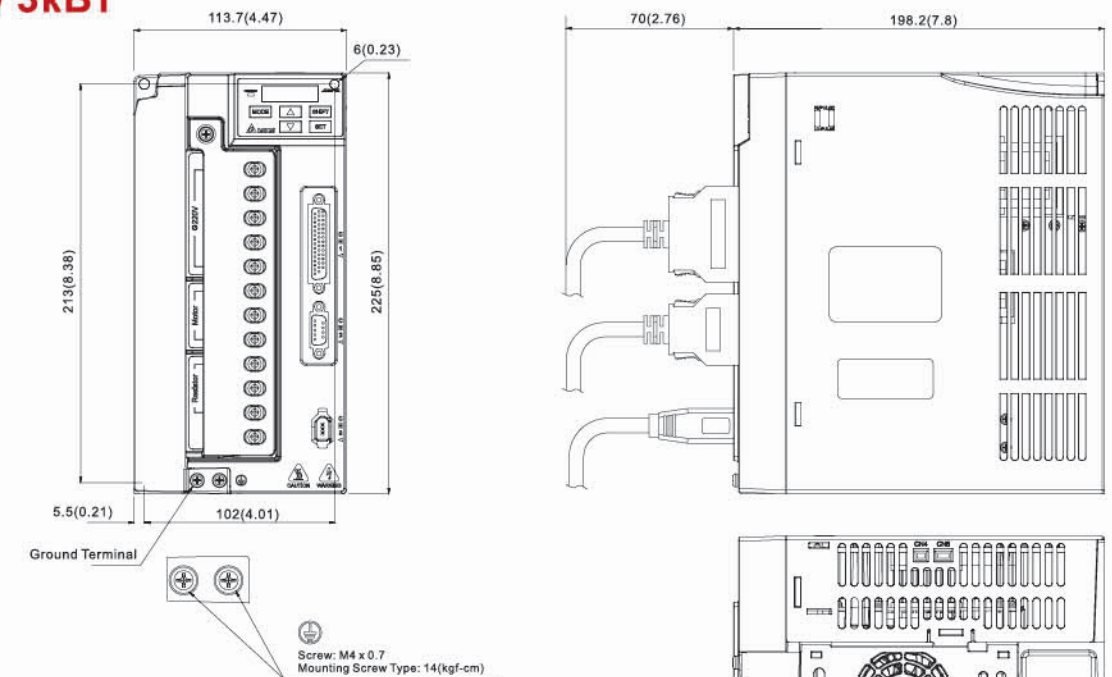 3кВт
113.7(4.47)
6(0.23)
70(2.76)
198.2(7.8)
MODE
SHIFT
SET
213(8.38)
225(8.85)
Motor
CAUTION WARNING
5.5(0.21)
102(4.01)
Ground Terminal
CN4 CN5
Screw: M4 x 0.7
Mounting Screw Type: 14(kgf-cm)